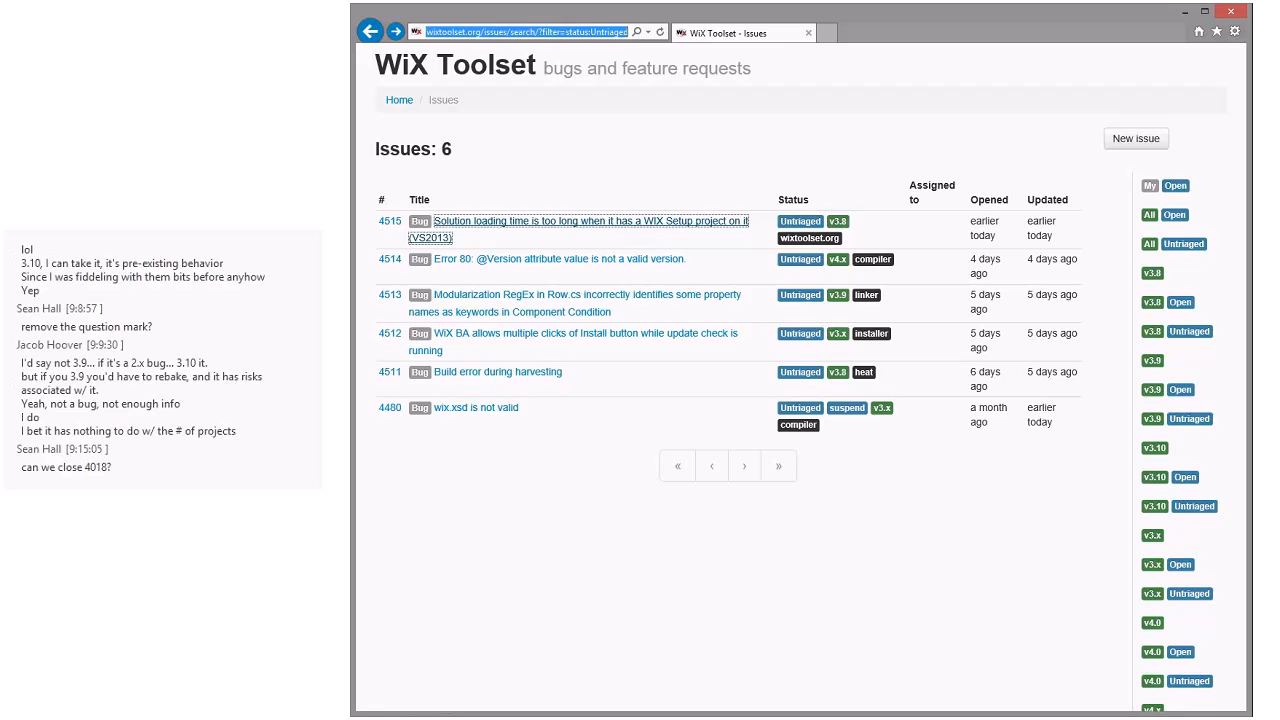 lol
3.10, I can take it, it's pre-existing behavior
Since I was fiddeling with them bits before anyhow
Yep
Sean Hall [9:8:57 ]
remove the question mark?
Jacob Hoover [9:9:30 ]
I'd say not 3.9... if it's a 2.x bug... 3.10 it.
but if you 3.9 you'd have to rebake, and it has risks
associated w/ it.
Yeah, not a bug, not enough info
I do
I bet it has nothing to do w/ the # of projects
Sean Hall [9:15:05 ]
can we close 4018?
wixtoolset.org/issues/search/?filter=status:Untriaged
WiX Toolset - Issues
WiX Toolset bugs and feature requests
Home / Issues
New issue
Issues: 6
# Title Status Assigned to Opened Updated
4515 Bug Solution loading time is too long when it has a WIX Setup project on it Untriaged v3.8 earlier earlier
(VS2013) wixtoolset.org today today
4514 Bug Error 80: @Version attribute value is not a valid version. Untriaged v4.x compiler 4 days 4 days ago
ago
4513 Bug Modularization RegEx in Row.cs incorrectly identifies some property Untriaged v3.9 linker 5 days 5 days ago
names as keywords in Component Condition ago
4512 Bug WiX BA allows multiple clicks of Install button while update check is Untriaged v3.x installer 5 days 5 days ago
running ago
4511 Bug Build error during harvesting Untriaged v3.8 heat 6 days 5 days ago
ago
4480 Bug wix.xsd is not valid Untriaged suspend v3.x a month earlier
compiler ago today
« ‹ › »
My Open
All Open
All Untriaged
v3.8
v3.8 Open
v3.8 Untriaged
v3.9
v3.9 Open
v3.9 Untriaged
v3.10
v3.10 Open
v3.10 Untriaged
v3.x
v3.x Open
v3.x Untriaged
v4.0
v4.0 Open
v4.0 Untriaged
v4.x